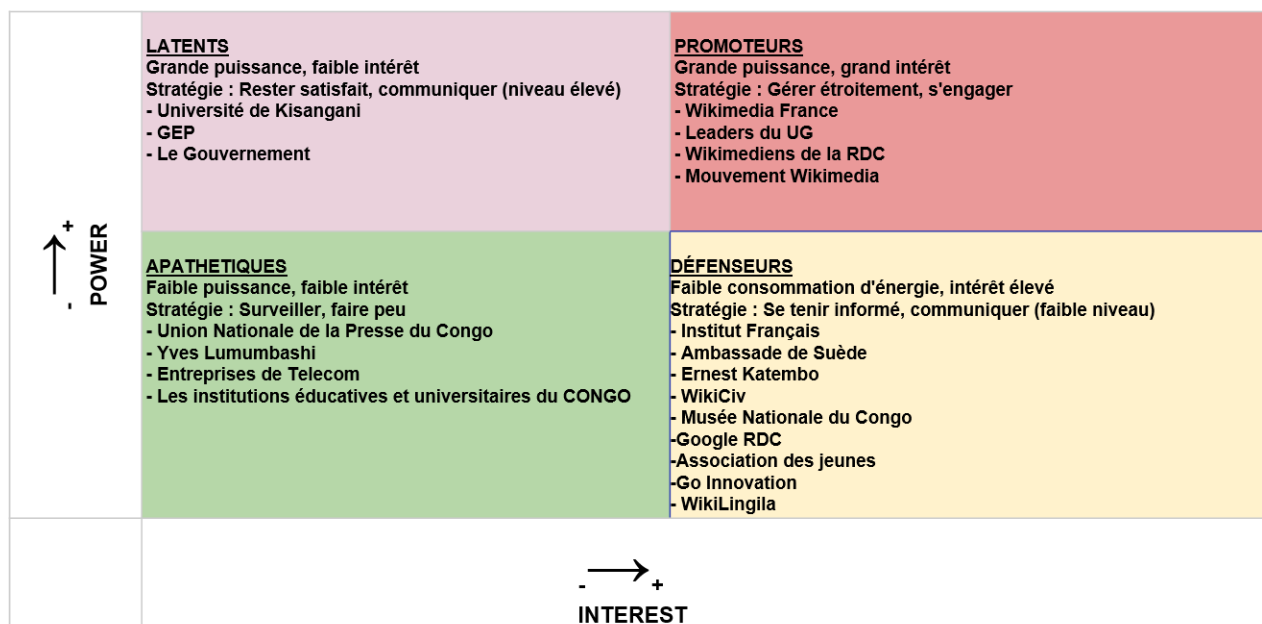 LATENTS
Grande puissance, faible intérêt
Stratégie : Rester satisfait, communiquer (niveau élevé)
- Université de Kisangani
- GEP
- Le Gouvernement
PROMOTEURS
Grande puissance, grand intérêt
Stratégie : Gérer étroitement, s'engager
- Wikimedia France
- Leaders du UG
- Wikimediens de la RDC
- Mouvement Wikimedia
+
-
POWER
APATHETIQUES
Faible puissance, faible intérêt
Stratégie : Surveiller, faire peu
- Union Nationale de la Presse du Congo
- Yves Lumumbashi
- Entreprises de Telecom
- Les institutions éducatives et universitaires du CONGO
DÉFENSEURS
Faible consommation d'énergie, intérêt élevé
Stratégie : Se tenir informé, communiquer (faible niveau)
- Institut Français
- Ambassade de Suède
- Ernest Katembo
- WikiCiv
- Musée Nationale du Congo
-Google RDC
-Association des jeunes
-Go Innovation
- WikiLingila
- +
INTEREST